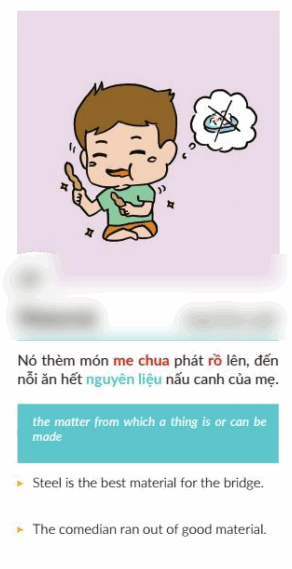 Nó thèm món me chua phát rồ lên, đến
nỗi ăn hết nguyên liệu nấu canh của mẹ.
the matter from which a thing is or can be
made
Steel is the best material for the bridge.
The comedian ran out of good material.